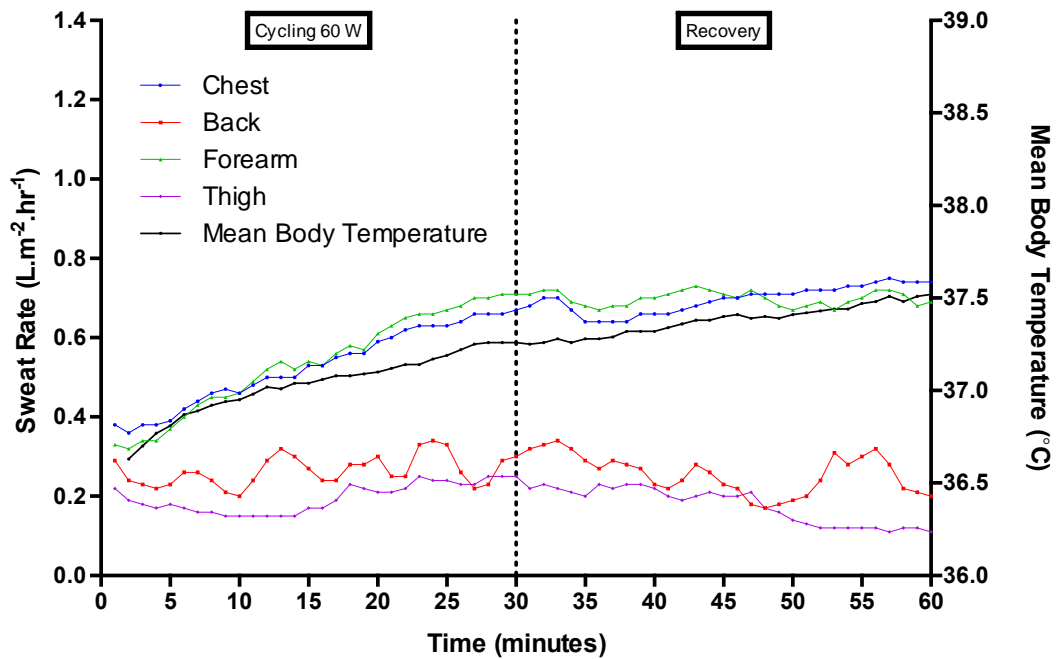 Cycling 60 W
Recovery
Chest
Back
Forearm
Thigh
Mean Body Temperature
Sweat Rate (L.m⁻².hr⁻¹)
1.4
1.2
1.0
0.8
0.6
0.4
0.2
0.0
Mean Body Temperature (°C)
39.0
38.5
38.0
37.5
37.0
36.5
36.0
0 5 10 15 20 25 30 35 40 45 50 55 60
Time (minutes)